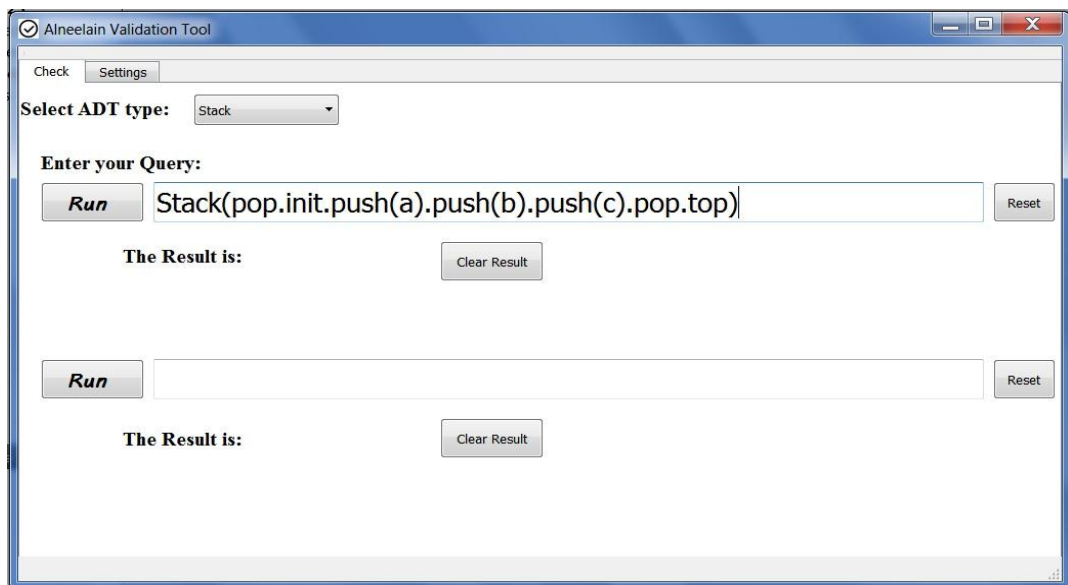 Alneelain Validation Tool
Check Settings
Select ADT type: Stack
Enter your Query:
Run Stack(pop.init.push(a).push(b).push(c).pop.top) Reset
The Result is: Clear Result
Run Reset
The Result is: Clear Result